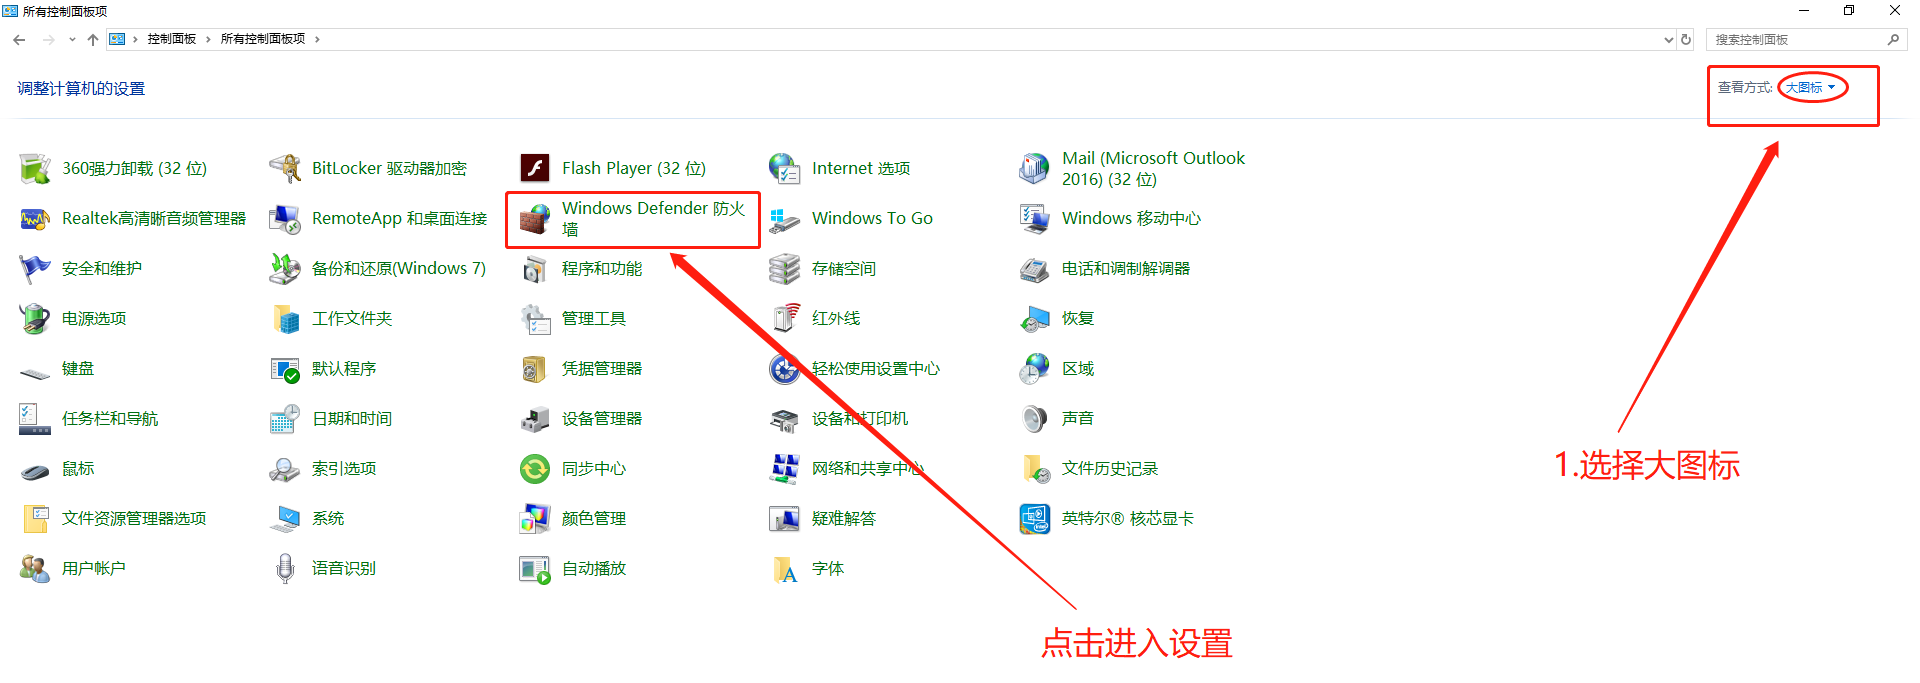 所有控制面板项
控制面板 › 所有控制面板项 ›
搜索控制面板
调整计算机的设置
查看方式: 大图标
360强力卸载 (32 位)
BitLocker 驱动器加密
Flash Player (32 位)
Internet 选项
Mail (Microsoft Outlook
2016) (32 位)
Realtek高清晰音频管理器
RemoteApp 和桌面连接
Windows Defender 防火
墙
Windows To Go
Windows 移动中心
安全和维护
备份和还原(Windows 7)
程序和功能
存储空间
电话和调制解调器
电源选项
工作文件夹
管理工具
红外线
恢复
键盘
默认程序
凭据管理器
轻松使用设置中心
区域
任务栏和导航
日期和时间
设备管理器
设备和打印机
声音
1.选择大图标
鼠标
索引选项
同步中心
网络和共享中心
文件历史记录
文件资源管理器选项
系统
颜色管理
疑难解答
英特尔® 核芯显卡
用户帐户
语音识别
自动播放
字体
点击进入设置